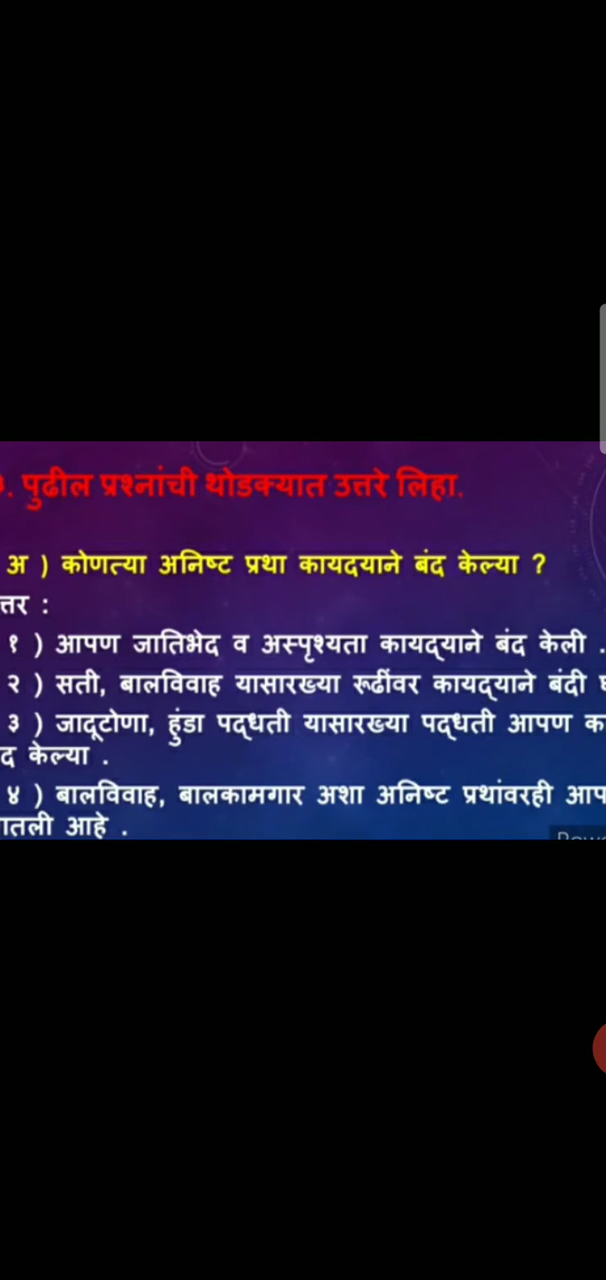 . पुढील प्रश्नांची थोडक्यात उत्तरे लिहा.
अ ) कोणत्या अनिष्ट प्रथा कायदयाने बंद केल्या ?
त्तर :
१ ) आपण जातिभेद व अस्पृश्यता कायद्याने बंद केली .
२ ) सती, बालविवाह यासारख्या रूढींवर कायद्याने बंदी
३ ) जादूटोणा, हुंडा पद्धती यासारख्या पद्धती आपण क
द केल्या .
४ ) बालविवाह, बालकामगार अशा अनिष्ट प्रथांवरही आप
ातली आहे .